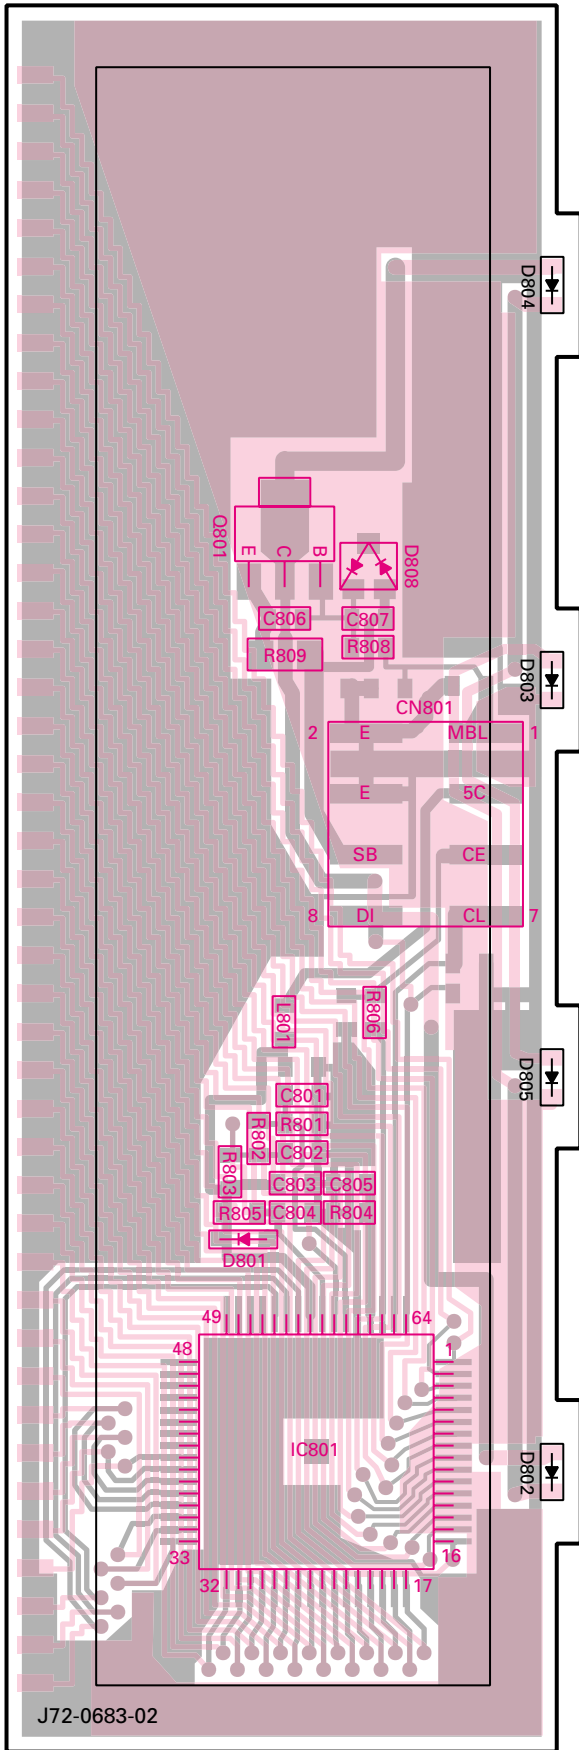 D804
Q801
E
C
B
D808
C806
C807
R809
R808
D803
CN801
2
E
MBL
1
E
5C
SB
CE
8
DI
CL
7
L801
R806
D805
C801
R801
R802
C802
R803
C803
C805
R805
C804
R804
D801
49
64
48
1
IC801
D802
33
16
32
17
J72-0683-02